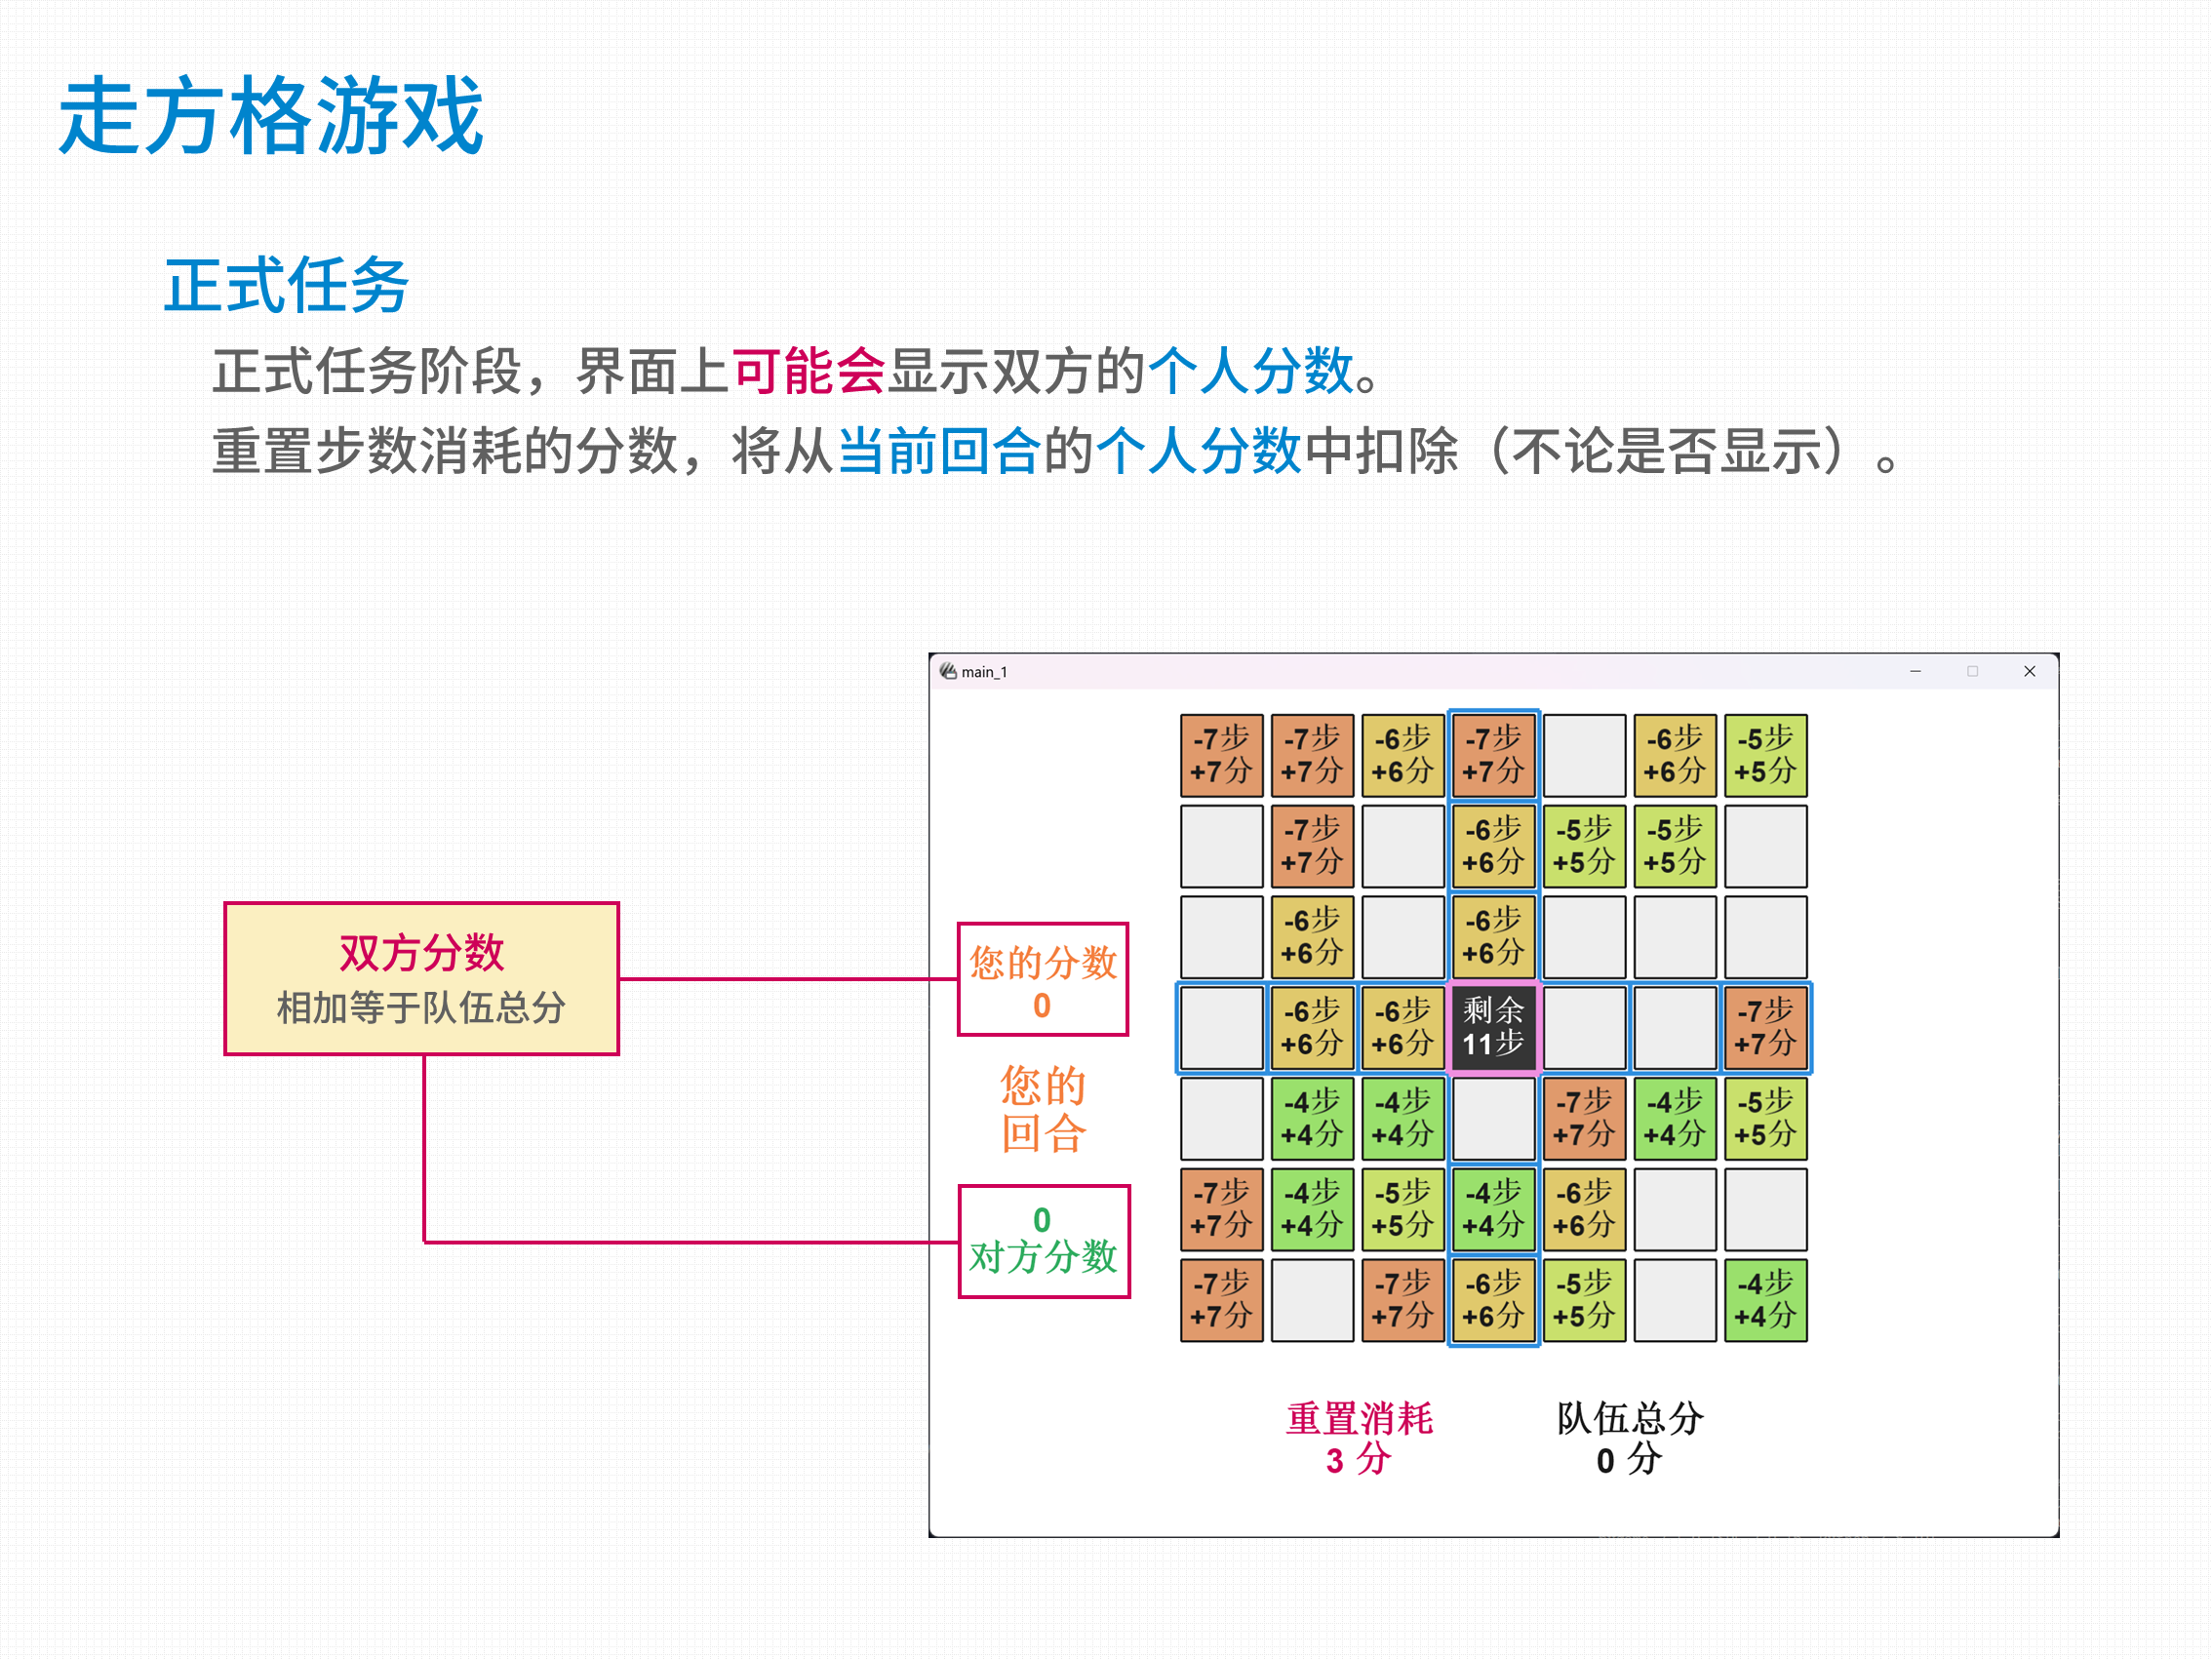 走方格游戏
正式任务
正式任务阶段，界面上可能会显示双方的个人分数。
重置步数消耗的分数，将从当前回合的个人分数中扣除（不论是否显示）。
双方分数
相加等于队伍总分
main_1
您的分数
0
您的
回合
0
对方分数
-7步 -7步 -6步 -7步 -6步 -5步
+7分 +7分 +6分 +7分 +6分 +5分
-7步 -6步 -5步 -5步
+7分 +6分 +5分 +5分
-6步 -6步
+6分 +6分
-6步 -6步 剩余 -7步
+6分 +6分 11步 +7分
-4步 -4步 -7步 -4步 -5步
+4分 +4分 +7分 +4分 +5分
-7步 -4步 -5步 -4步 -6步
+7分 +4分 +5分 +4分 +6分
-7步 -7步 -6步 -5步 -4步
+7分 +7分 +6分 +5分 +4分
重置消耗 队伍总分
3 分 0 分